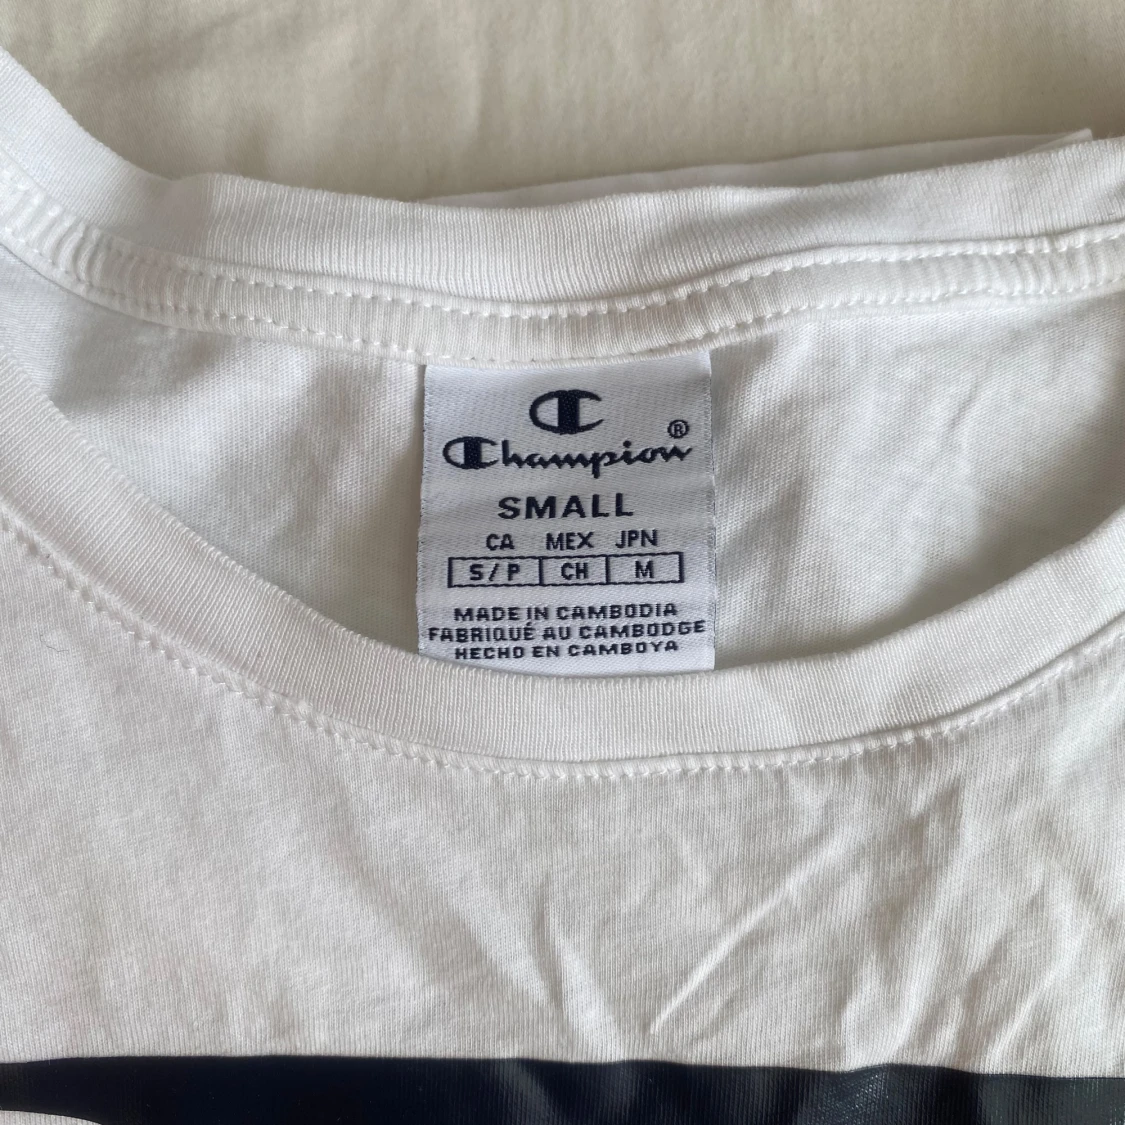 Champion®
SMALL
CA MEX JPN
S/P CH M
MADE IN CAMBODIA
FABRIQUÉ AU CAMBODGE
HECHO EN CAMBOYA